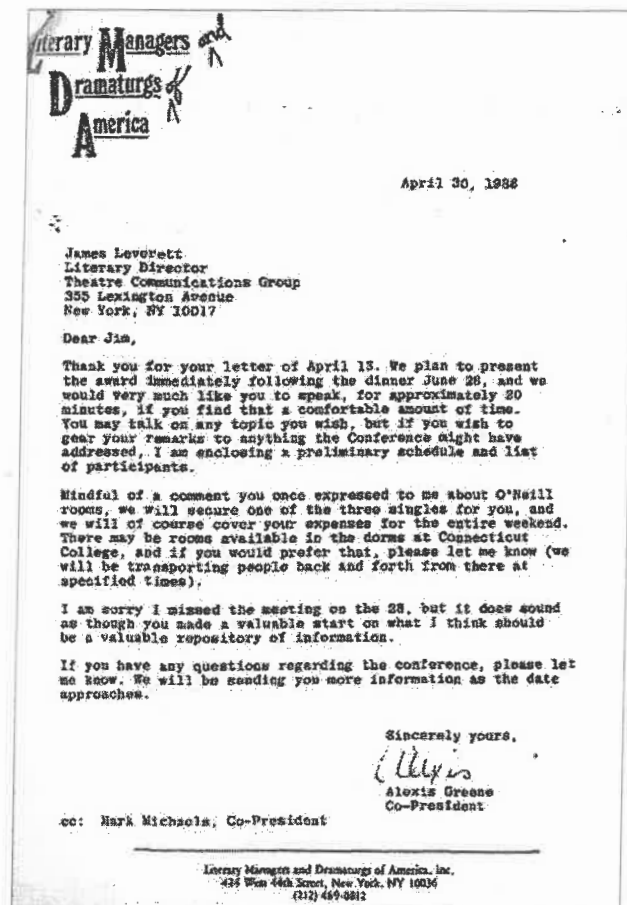 Literary Managers and
Dramaturgs of
America
April 30, 1988
James Leverett
Literary Director
Theatre Communications Group
355 Lexington Avenue
New York, NY 10017
Dear Jim,
Thank you for your letter of April 13. We plan to present
the award immediately following the dinner June 28, and we
would very much like you to speak, for approximately 20
minutes, if you find that a comfortable amount of time.
You may talk on any topic you wish, but if you wish to
gear your remarks to anything the Conference might have
addressed, I am enclosing a preliminary schedule and list
of participants.
Mindful of a comment you once expressed to me about O'Neill
rooms, we will secure one of the three singles for you, and
we will of course cover your expenses for the entire weekend.
There may be rooms available in the dorms at Connecticut
College, and if you would prefer that, please let me know (we
will be transporting people back and forth from there at
specified times).
I am sorry I missed the meeting on the 28, but it does sound
as though you made a valuable start on what I think should
be a valuable repository of information.
If you have any questions regarding the conference, please let
me know. We will be sending you more information as the date
approaches.
Sincerely yours,
Alexis
Alexis Greene
Co-President
cc: Mark Michaels, Co-President
Literary Managers and Dramaturgs of America, Inc.
West 44th Street, New York, NY 10036
(212)